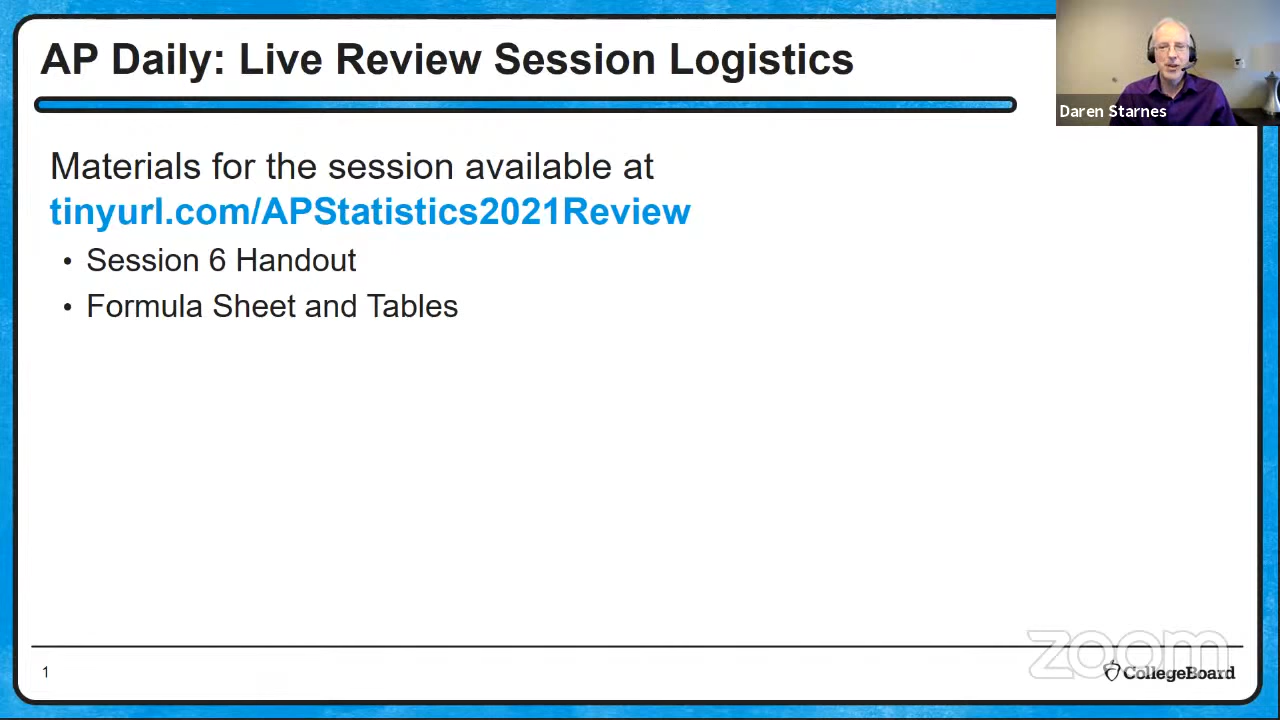 AP Daily: Live Review Session Logistics
Daren Starnes
Materials for the session available at
tinyurl.com/APStatistics2021Review
• Session 6 Handout
• Formula Sheet and Tables
zoom
1
CollegeBoard